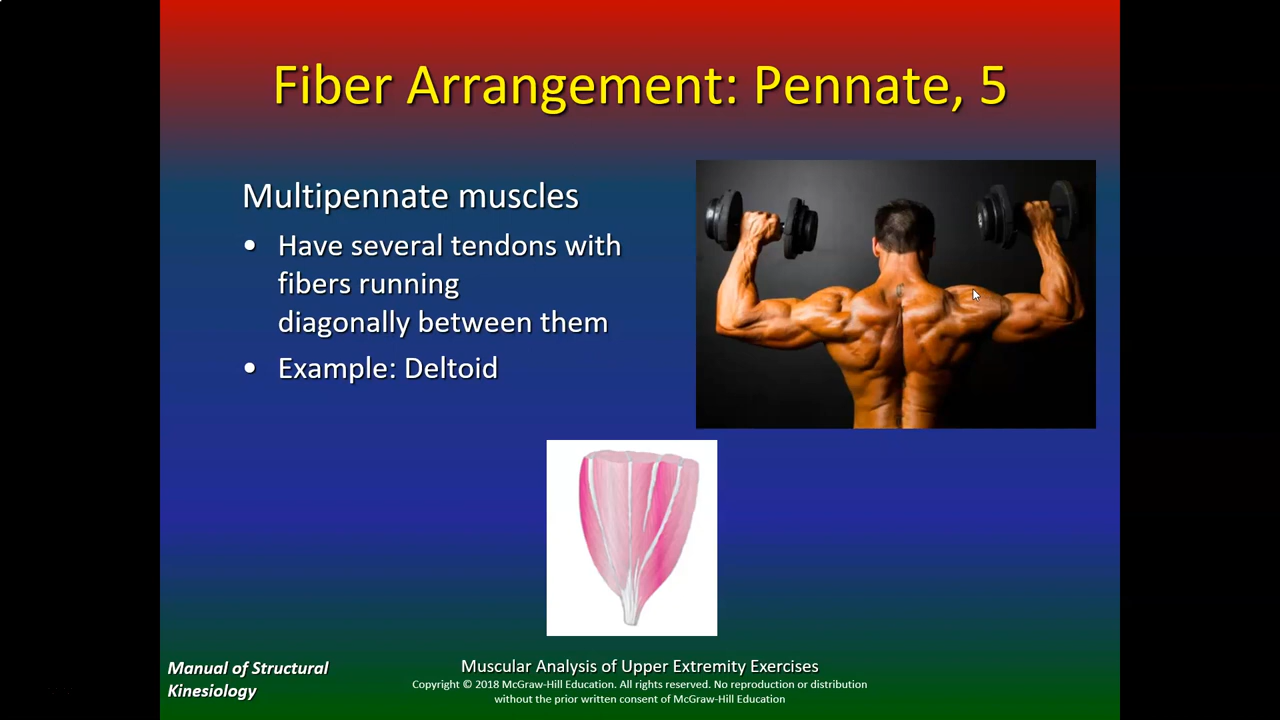 Fiber Arrangement: Pennate, 5
Multipennate muscles
• Have several tendons with
fibers running
diagonally between them
• Example: Deltoid
Manual of Structural
Kinesiology
Muscular Analysis of Upper Extremity Exercises
Copyright © 2018 McGraw-Hill Education. All rights reserved. No reproduction or distribution
without the prior written consent of McGraw-Hill Education